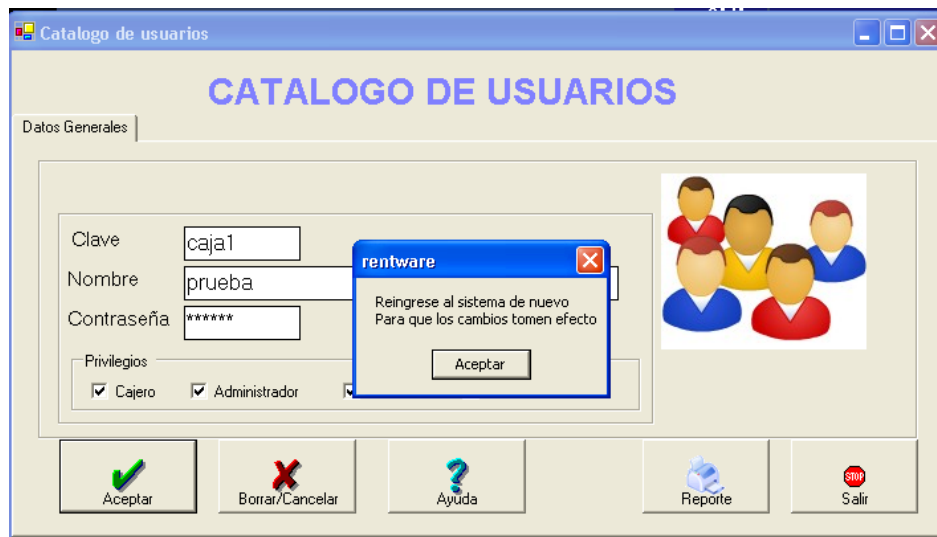 Catalogo de usuarios
CATALOGO DE USUARIOS
Datos Generales
Clave
caja1
Nombre
prueba
Contraseña
******
rentware
Reingrese al sistema de nuevo
Para que los cambios tomen efecto
Aceptar
Privilegios
Cajero
Administrador
Aceptar
Borrar/Cancelar
Ayuda
Reporte
STOP
Salir